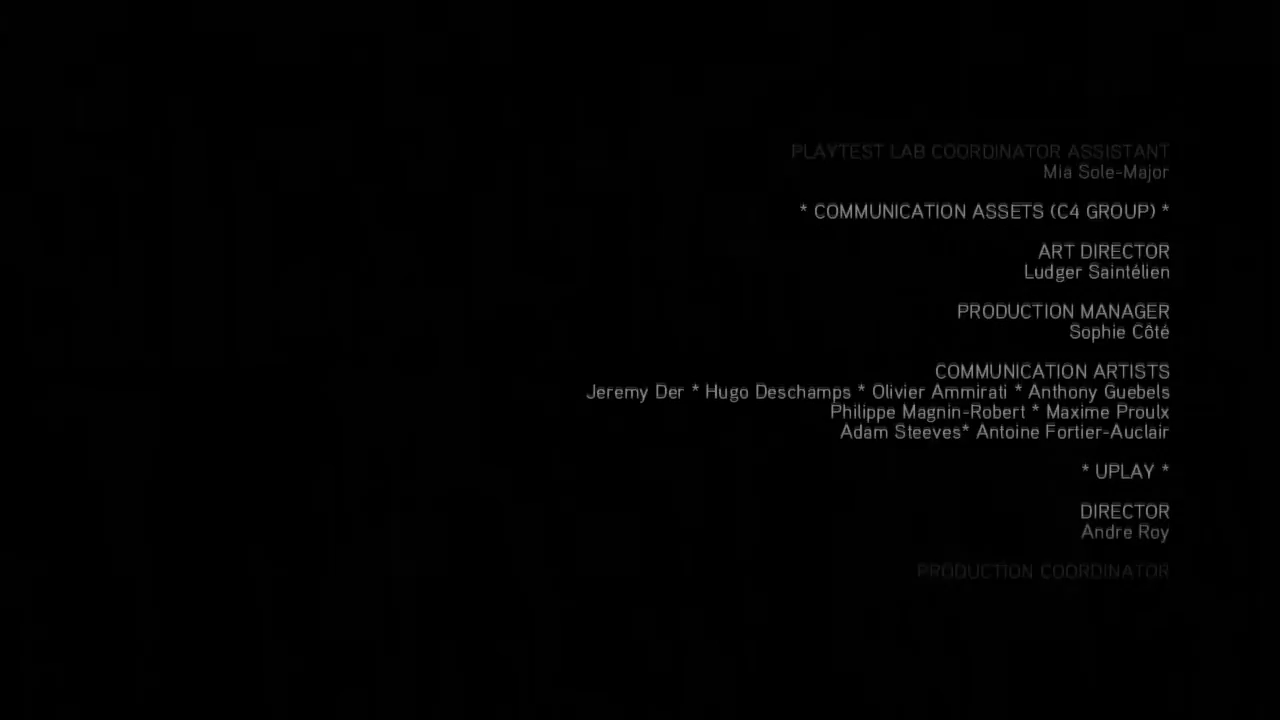 PLAYTEST LAB COORDINATOR ASSISTANT
Mia Sole-Major
* COMMUNICATION ASSETS (C4 GROUP) *
ART DIRECTOR
Ludger Saintélien
PRODUCTION MANAGER
Sophie Côté
COMMUNICATION ARTISTS
Jeremy Der * Hugo Deschamps * Olivier Ammirati * Anthony Guebels
Philippe Magnin-Robert * Maxime Proulx
Adam Steeves* Antoine Fortier-Auclair
* UPLAY *
DIRECTOR
Andre Roy
PRODUCTION COORDINATOR